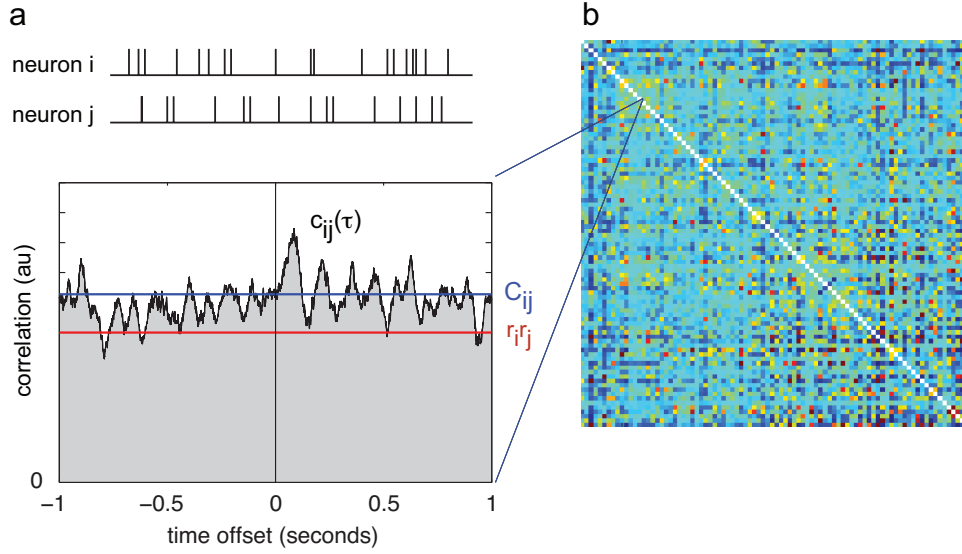 a
neuron i
neuron j
correlation (au)
c_ij(τ)
C_ij
r_i r_j
0
−1
−0.5
0
0.5
1
time offset (seconds)
b